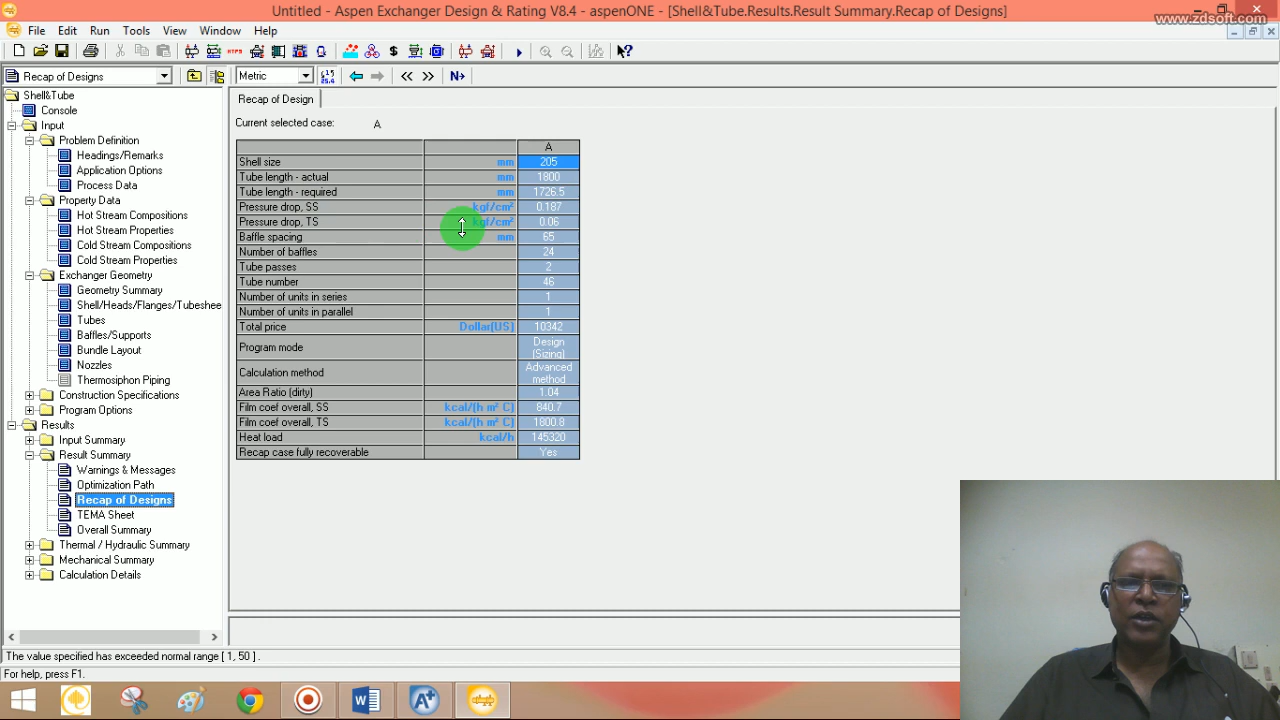 Untitled - Aspen Exchanger Design & Rating V8.4 - aspenONE - [Shell&Tube.Results.Result Summary.Recap of Designs]
www.zdsoft.com
File Edit Run Tools View Window Help
Recap of Designs
Metric
Shell&Tube
Console
Input
Problem Definition
Headings/Remarks
Application Options
Process Data
Property Data
Hot Stream Compositions
Hot Stream Properties
Cold Stream Compositions
Cold Stream Properties
Exchanger Geometry
Geometry Summary
Shell/Heads/Flanges/Tubeshee
Tubes
Baffles/Supports
Bundle Layout
Nozzles
Thermosiphon Piping
Construction Specifications
Program Options
Results
Input Summary
Result Summary
Warnings & Messages
Optimization Path
Recap of Designs
TEMA Sheet
Overall Summary
Thermal / Hydraulic Summary
Mechanical Summary
Calculation Details
Recap of Design
Current selected case: A
A
Shell size mm 205
Tube length - actual mm 1800
Tube length - required mm 1726.5
Pressure drop, SS kgf/cm² 0.187
Pressure drop, TS kgf/cm² 0.06
Baffle spacing mm 65
Number of baffles 24
Tube passes 2
Tube number 46
Number of units in series 1
Number of units in parallel 1
Total price Dollar(US) 10342
Program mode Design (Sizing)
Calculation method Advanced method
Area Ratio (dirty) 1.04
Film coef overall, SS kcal/(h m² C) 840.7
Film coef overall, TS kcal/(h m² C) 1800.8
Heat load kcal/h 145320
Recap case fully recoverable Yes
The value specified has exceeded normal range [ 1, 50 ] .
For help, press F1.